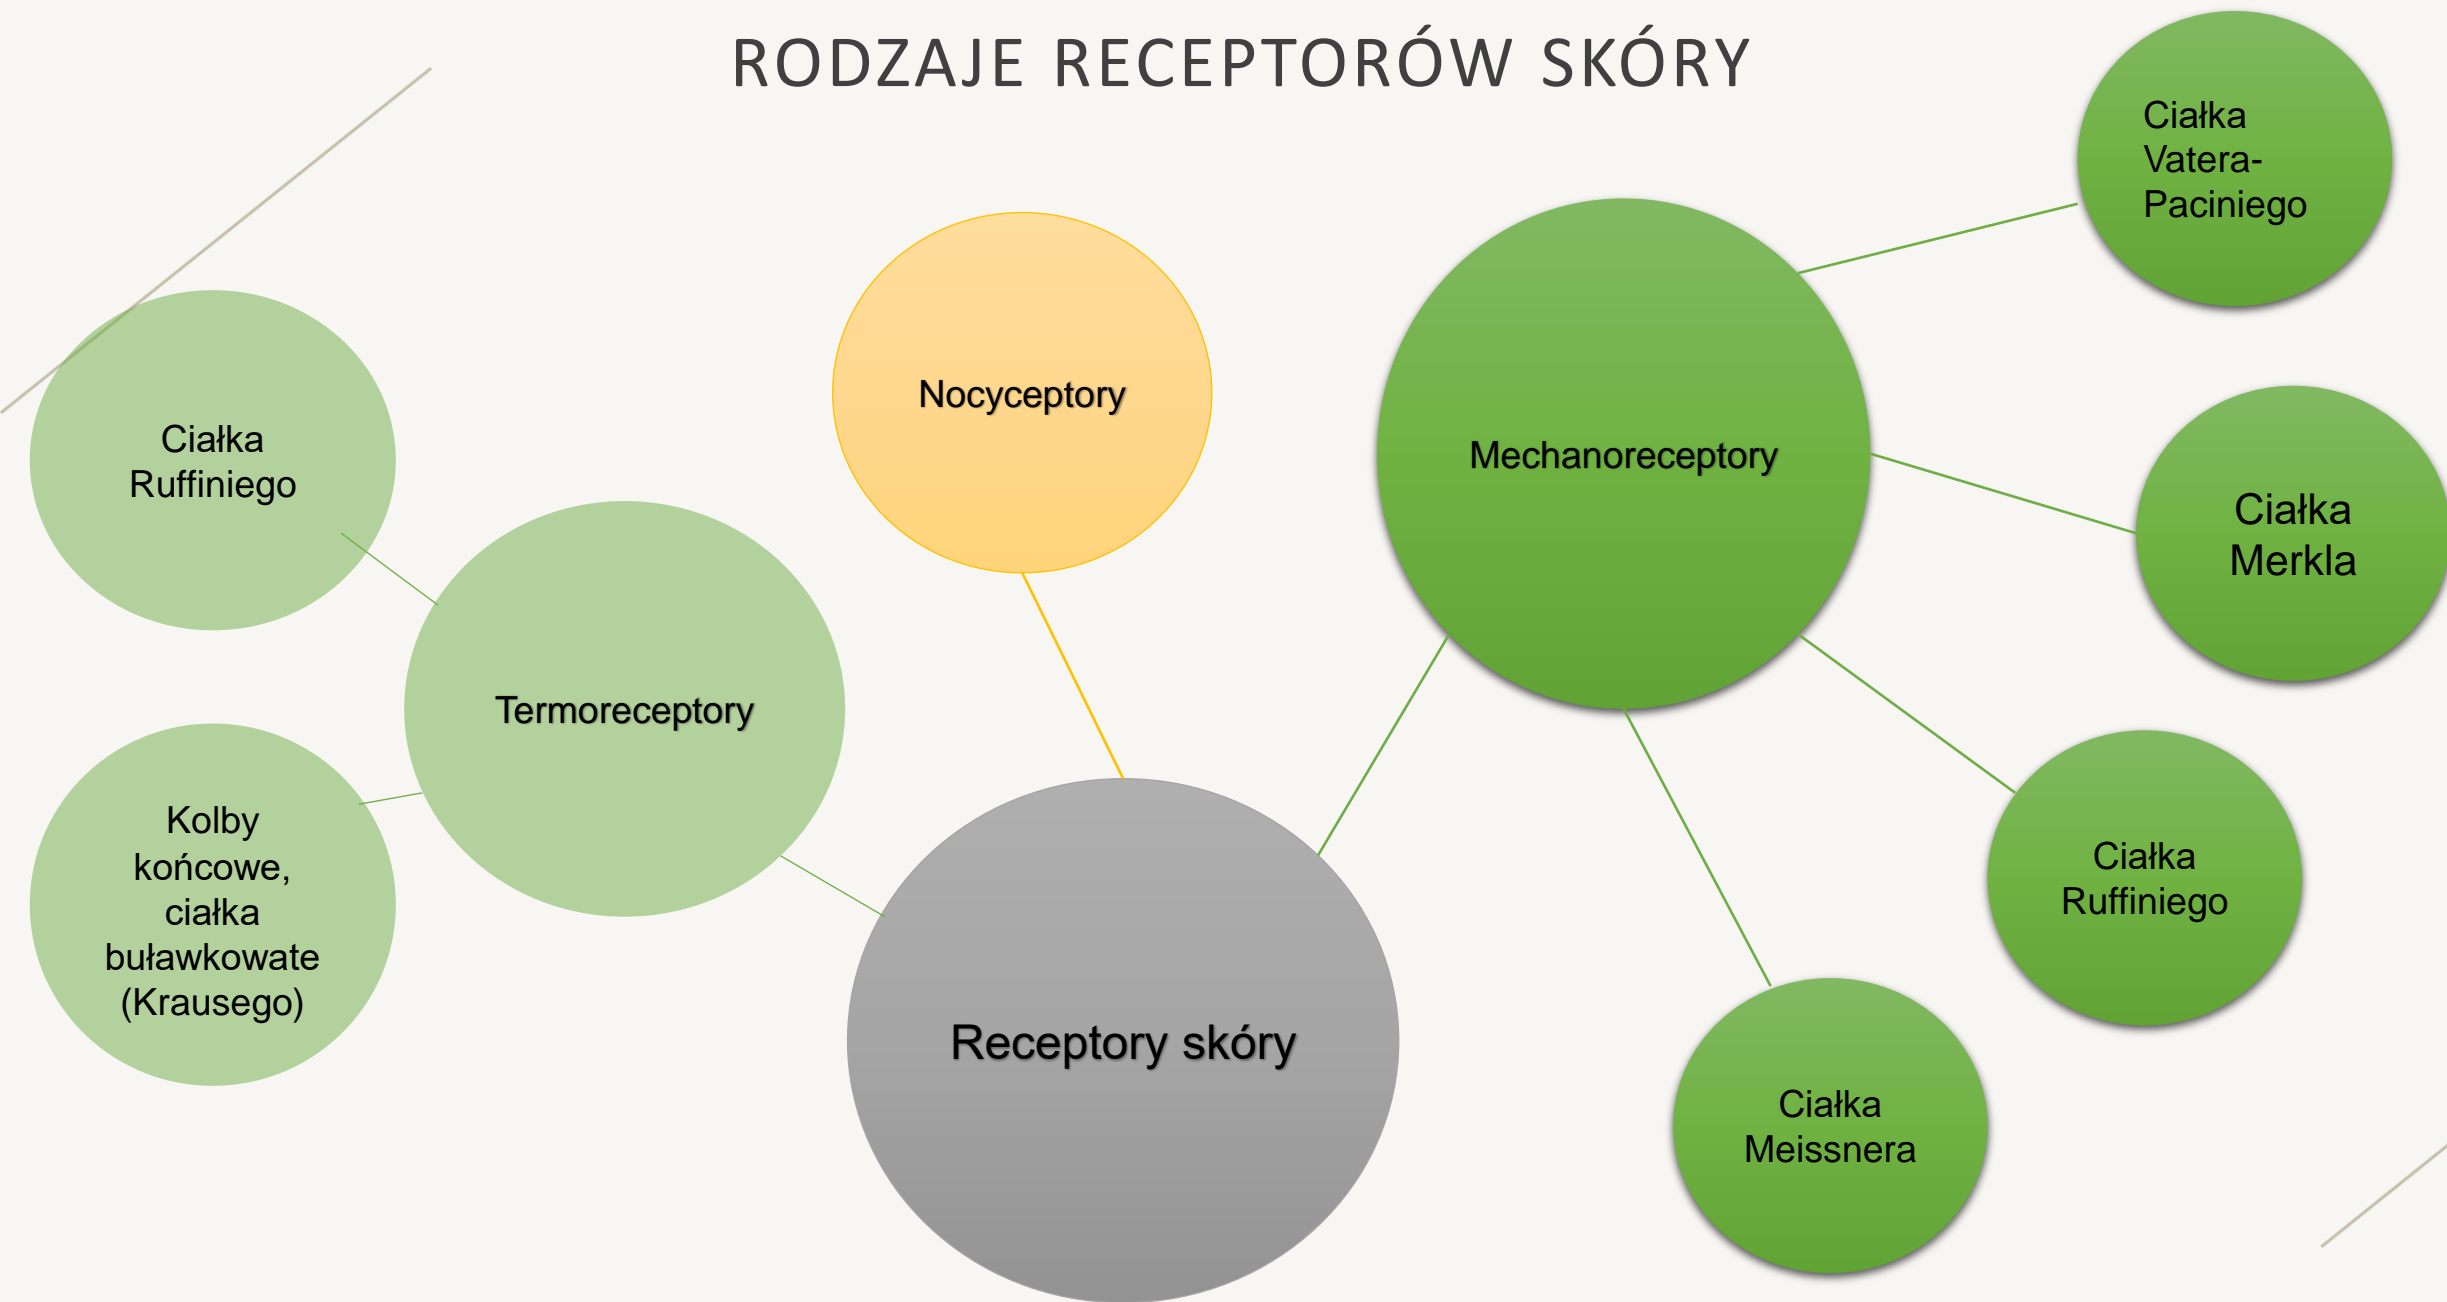 RODZAJE RECEPTORÓW SKÓRY
Ciałka
Vatera-
Paciniego
Nocyceptory
Mechanoreceptory
Ciałka
Ruffiniego
Ciałka
Merkla
Termoreceptory
Kolby
końcowe,
ciałka
buławkowate
(Krausego)
Ciałka
Ruffiniego
Receptory skóry
Ciałka
Meissnera